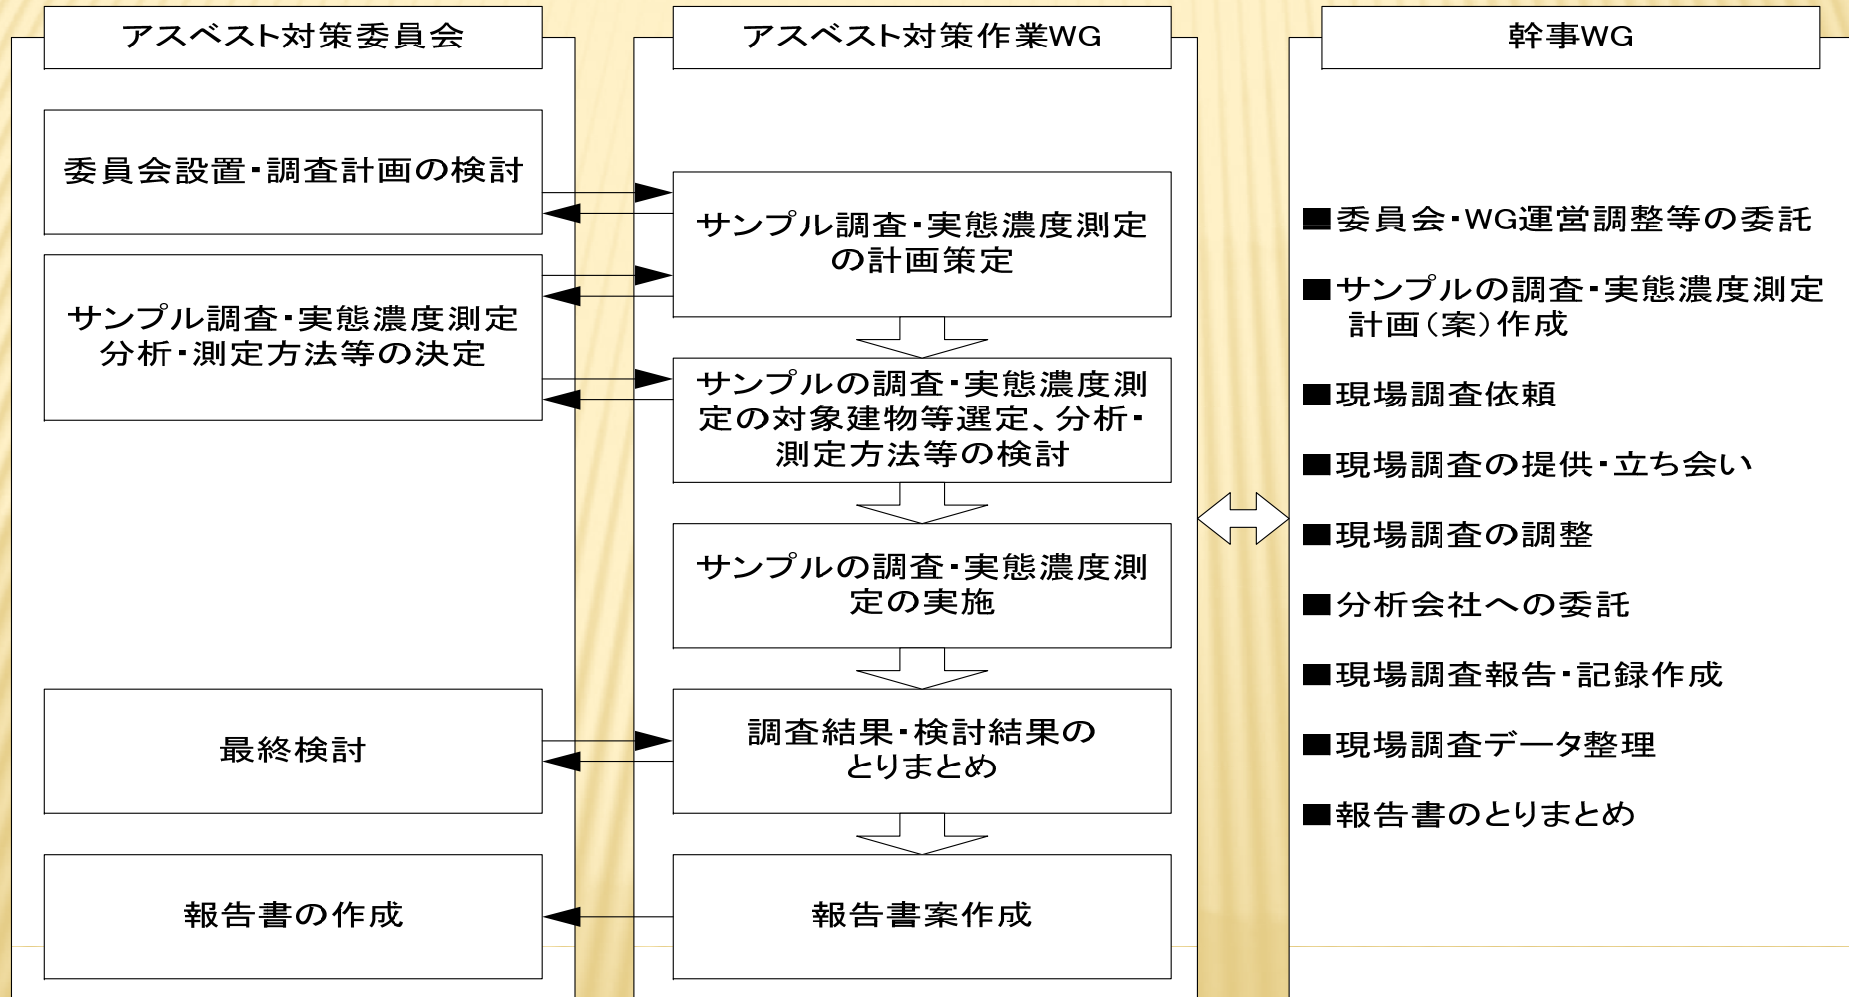 アスベスト対策委員会
委員会設置・調査計画の検討
サンプル調査・実態濃度測定
分析・測定方法等の決定
最終検討
報告書の作成
アスベスト対策作業WG
サンプル調査・実態濃度測定
の計画策定
サンプルの調査・実態濃度測
定の対象建物等選定、分析・
測定方法等の検討
サンプルの調査・実態濃度測
定の実施
調査結果・検討結果の
とりまとめ
報告書案作成
幹事WG
■委員会・WG運営調整等の委託
■サンプルの調査・実態濃度測定
計画（案）作成
■現場調査依頼
■現場調査の提供・立ち会い
■現場調査の調整
■分析会社への委託
■現場調査報告・記録作成
■現場調査データ整理
■報告書のとりまとめ